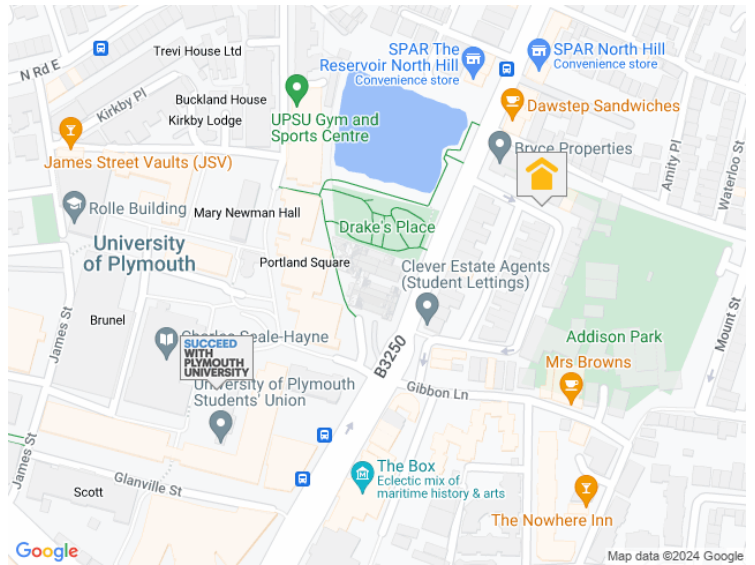 N Rd E
Trevi House Ltd
SPAR The
Reservoir North Hill
Convenience store
SPAR North Hill
Convenience store
Kirkby Pl
Buckland House
Kirkby Lodge
UPSU Gym and
Sports Centre
Dawstep Sandwiches
James Street Vaults (JSV)
Bryce Properties
Amity Pl
Waterloo St
Rolle Building
Mary Newman Hall
Drake's Place
University
of Plymouth
Portland Square
Clever Estate Agents
(Student Lettings)
James St
Brunel
Charles Seale-Hayne
SUCCEED
WITH
PLYMOUTH
UNIVERSITY
University of Plymouth
Students' Union
B3250
Addison Park
Mount St
Mrs Browns
Gibbon Ln
James St
Glanville St
Scott
The Box
Eclectic mix of
maritime history & arts
The Nowhere Inn
Google
Map data ©2024 Google